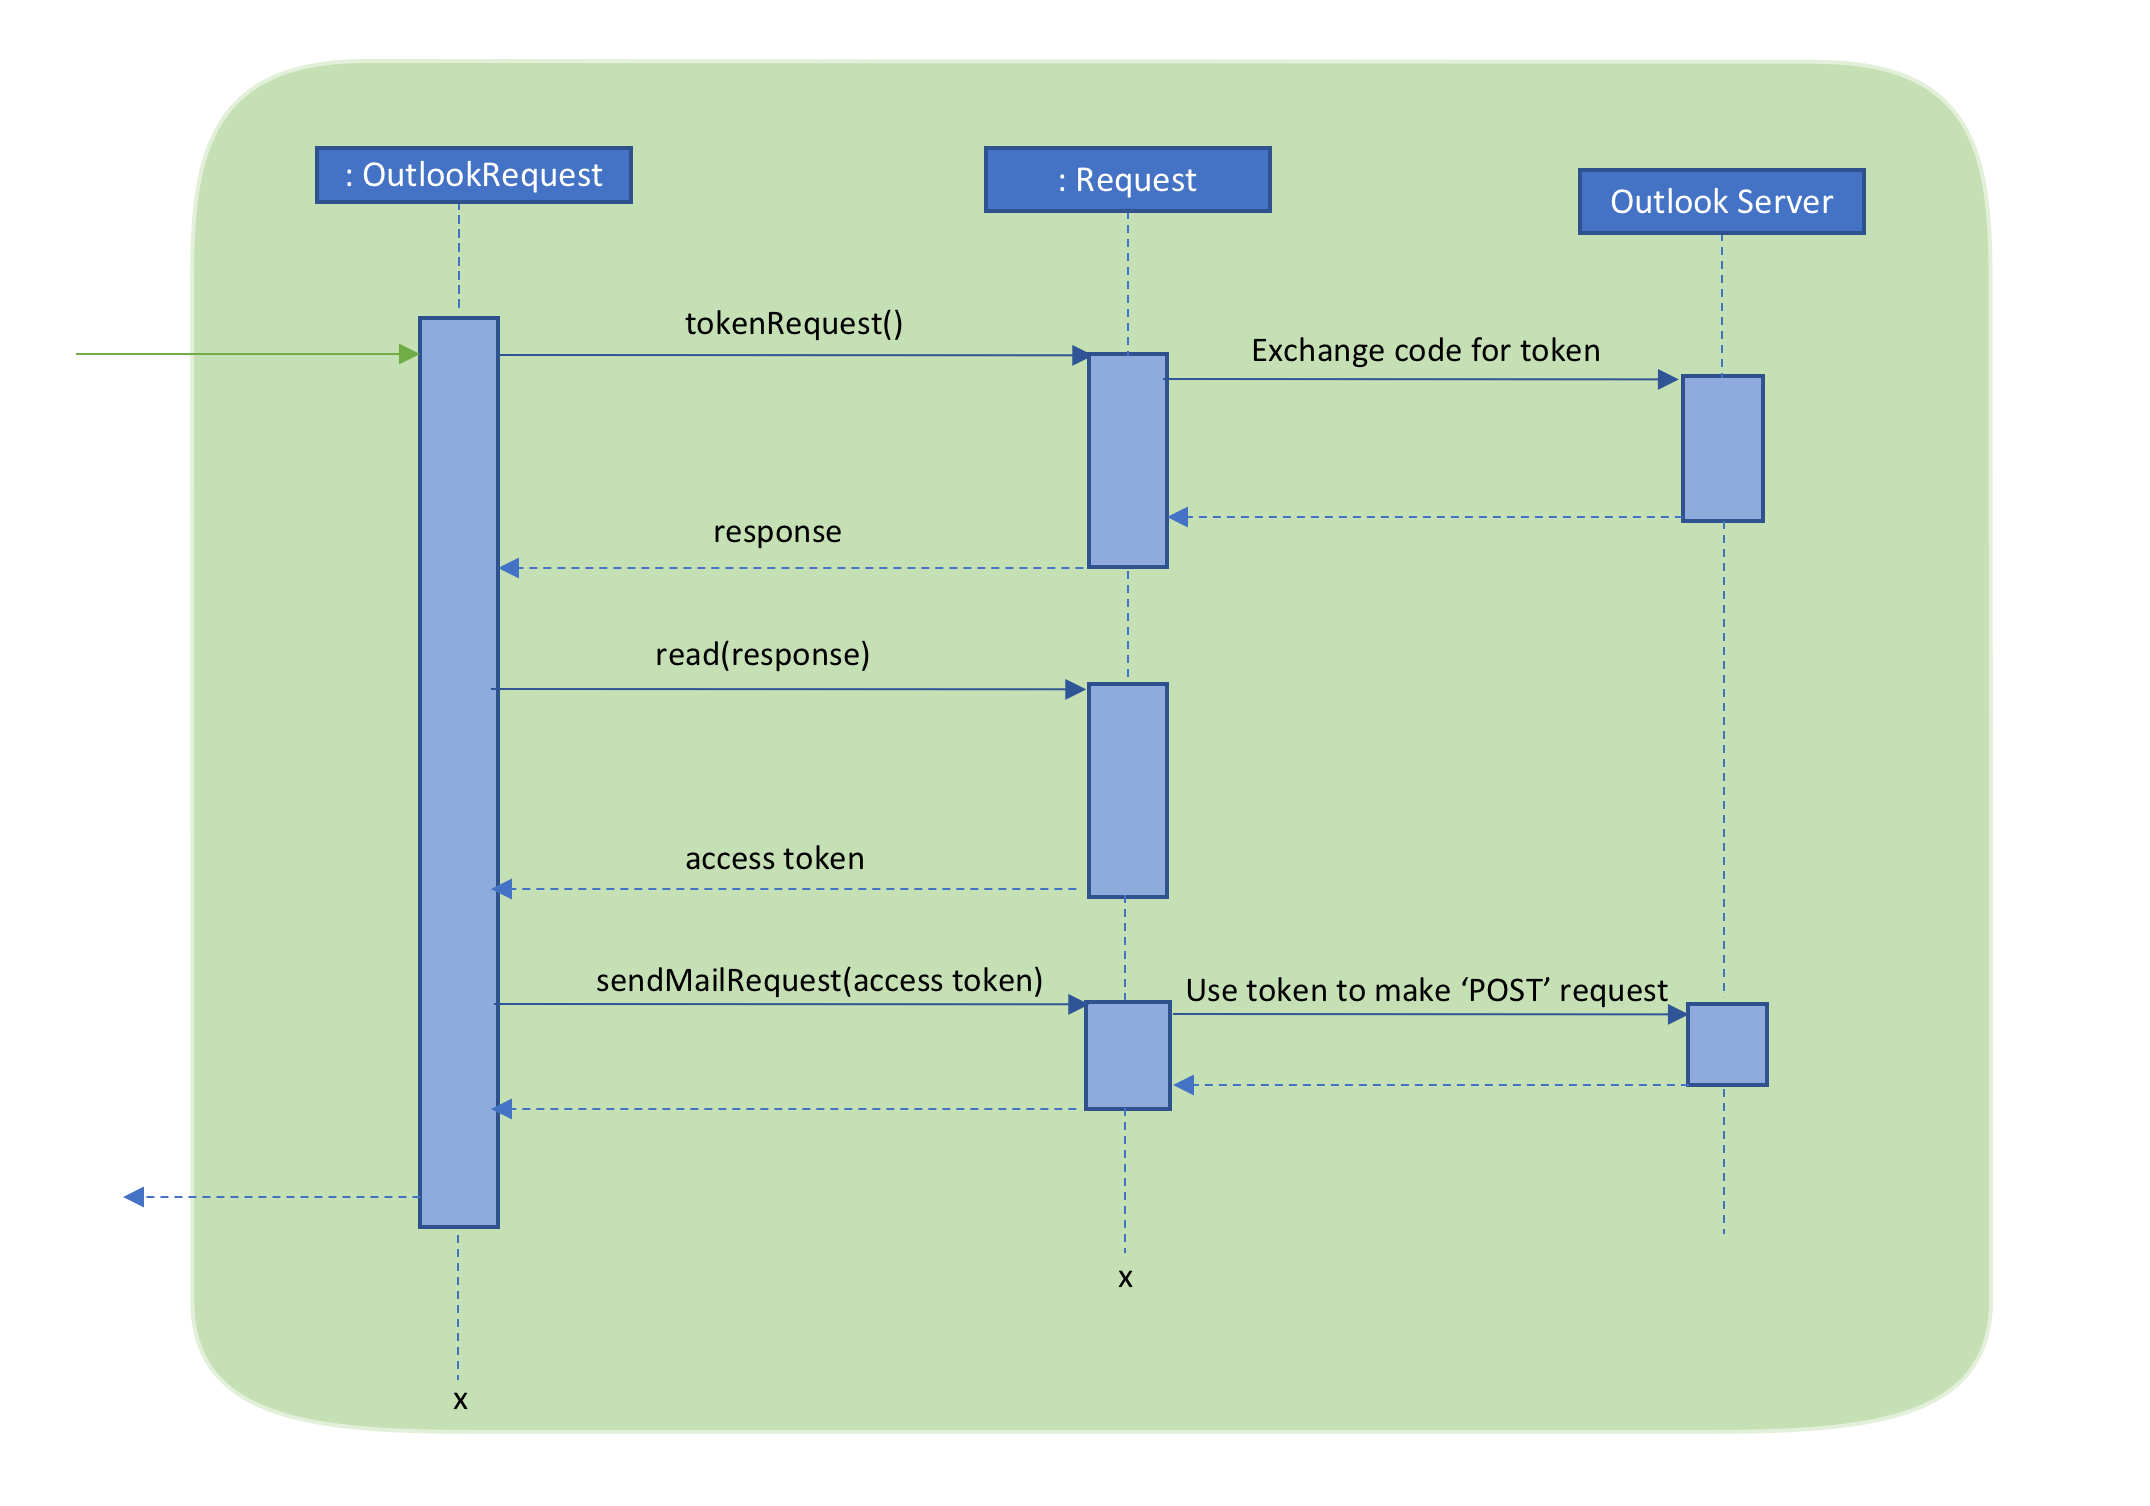 : OutlookRequest
: Request
Outlook Server
tokenRequest()
Exchange code for token
response
read(response)
access token
sendMailRequest(access token)
Use token to make ‘POST’ request
x
x